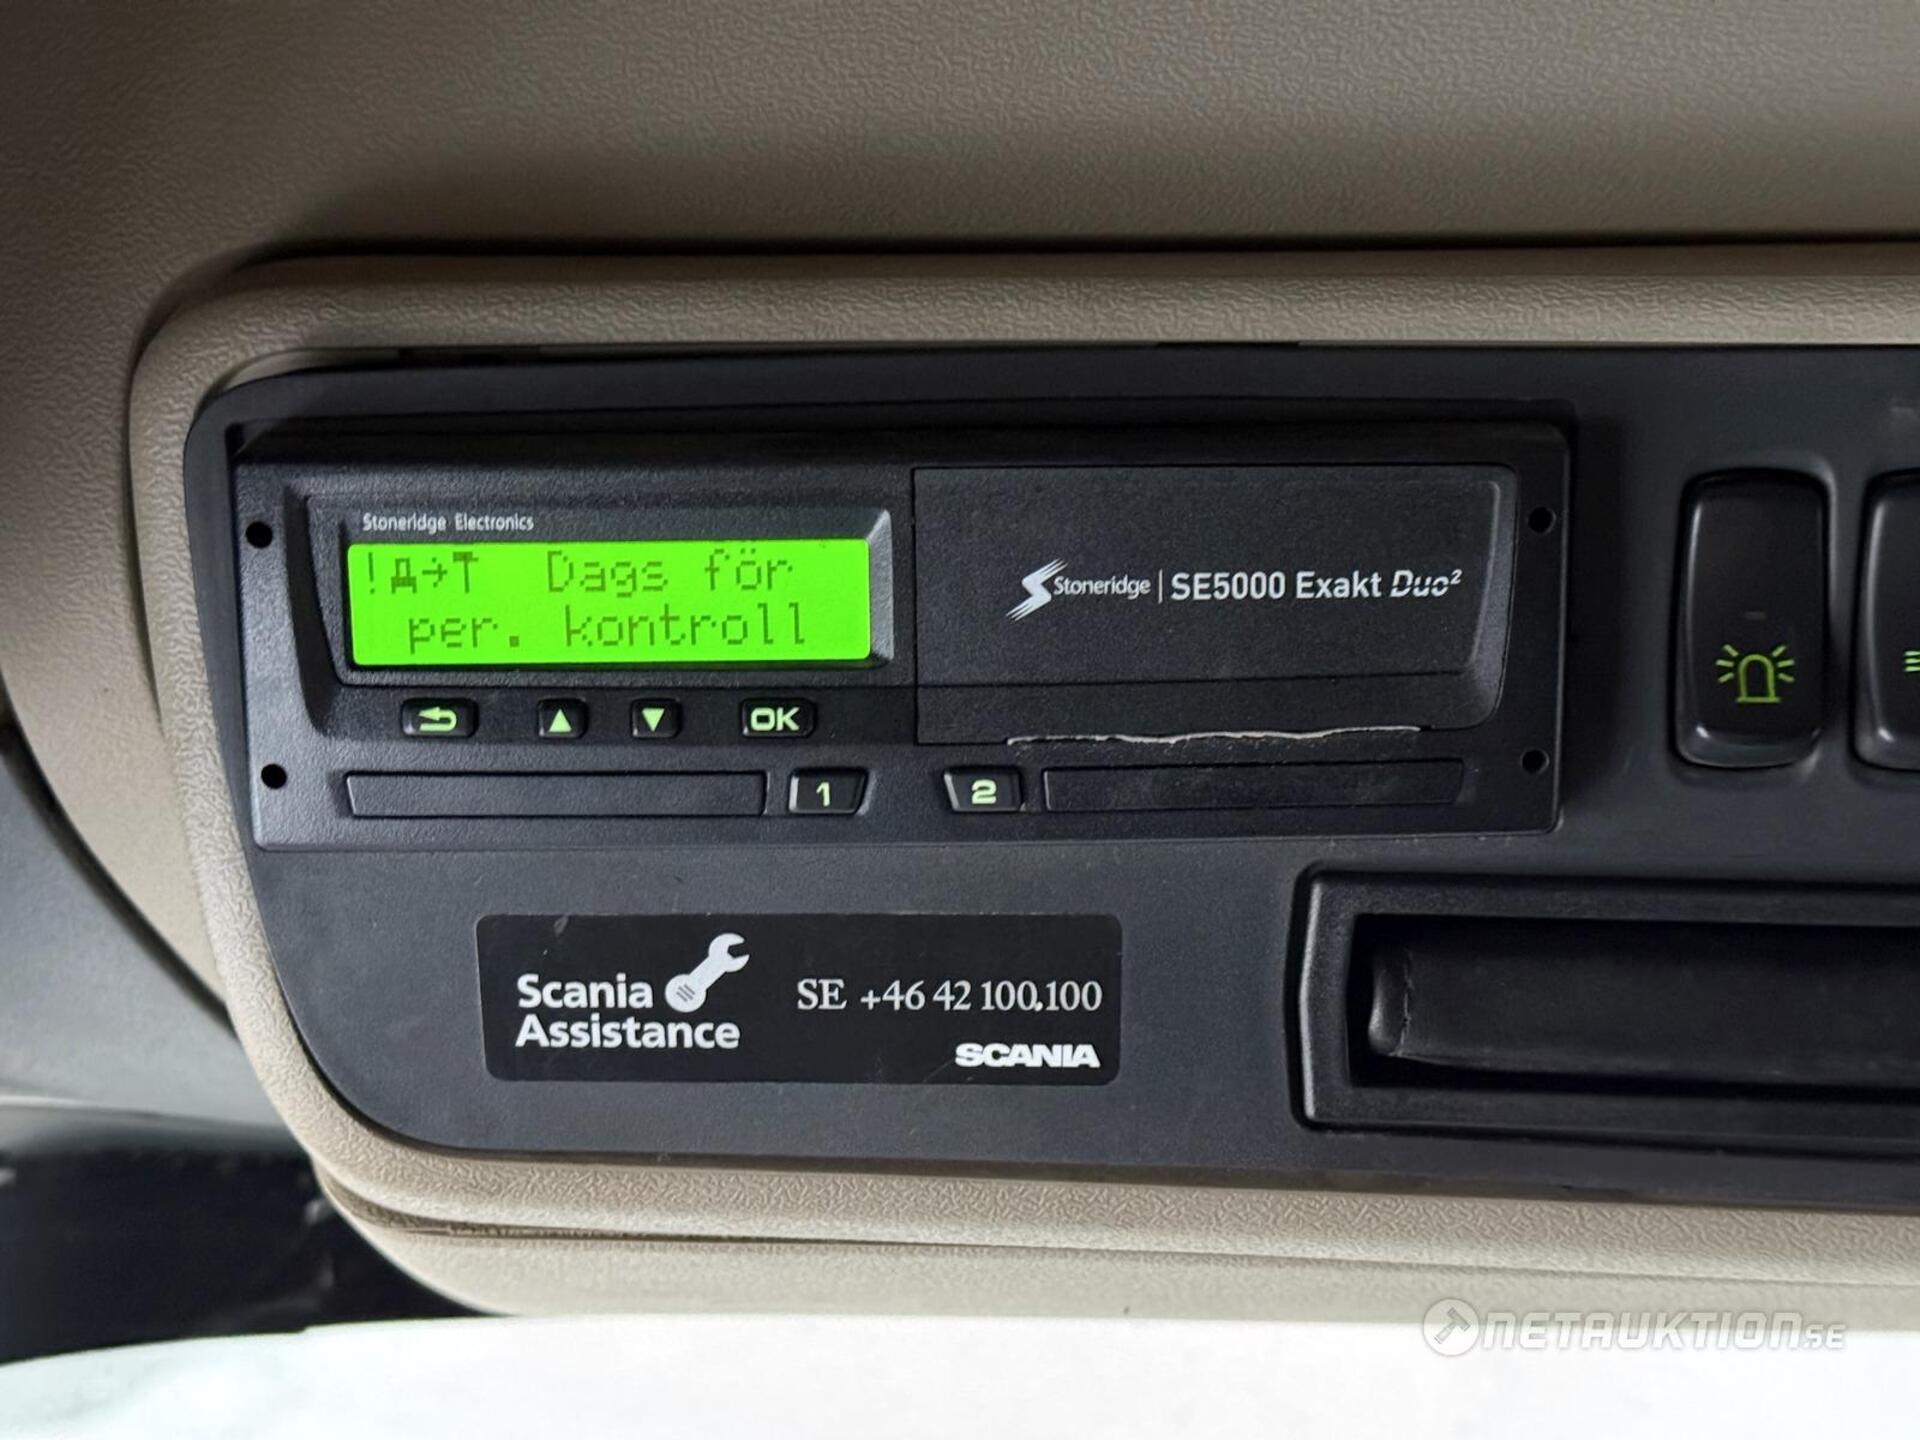 Stoneridge Electronics
! Dags för
per. kontroll
OK
1
2
Stoneridge | SE5000 Exakt Duo²
Scania
Assistance
SE +46 42 100.100
SCANIA
NETAUKTION.SE